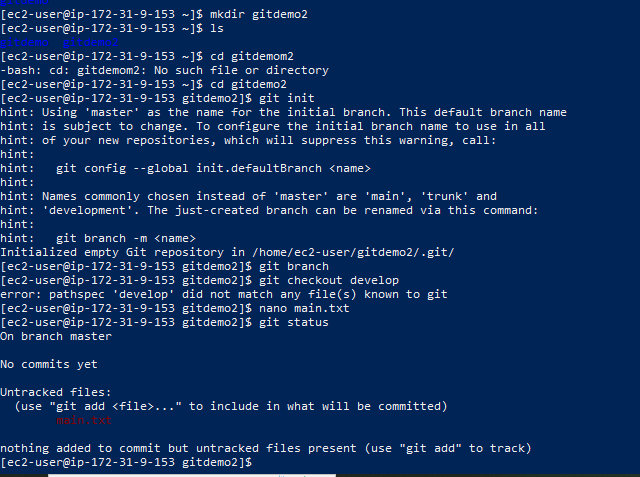 [ec2-user@ip-172-31-9-153 ~]$ mkdir gitdemo2
[ec2-user@ip-172-31-9-153 ~]$ ls
gitdemo  gitdemo2
[ec2-user@ip-172-31-9-153 ~]$ cd gitdemom2
-bash: cd: gitdemom2: No such file or directory
[ec2-user@ip-172-31-9-153 ~]$ cd gitdemo2
[ec2-user@ip-172-31-9-153 gitdemo2]$ git init
hint: Using 'master' as the name for the initial branch. This default branch name
hint: is subject to change. To configure the initial branch name to use in all
hint: of your new repositories, which will suppress this warning, call:
hint:
hint:   git config --global init.defaultBranch <name>
hint:
hint: Names commonly chosen instead of 'master' are 'main', 'trunk' and
hint: 'development'. The just-created branch can be renamed via this command:
hint:
hint:   git branch -m <name>
Initialized empty Git repository in /home/ec2-user/gitdemo2/.git/
[ec2-user@ip-172-31-9-153 gitdemo2]$ git branch
[ec2-user@ip-172-31-9-153 gitdemo2]$ git checkout develop
error: pathspec 'develop' did not match any file(s) known to git
[ec2-user@ip-172-31-9-153 gitdemo2]$ nano main.txt
[ec2-user@ip-172-31-9-153 gitdemo2]$ git status
On branch master

No commits yet

Untracked files:
  (use "git add <file>..." to include in what will be committed)
        main.txt

nothing added to commit but untracked files present (use "git add" to track)
[ec2-user@ip-172-31-9-153 gitdemo2]$